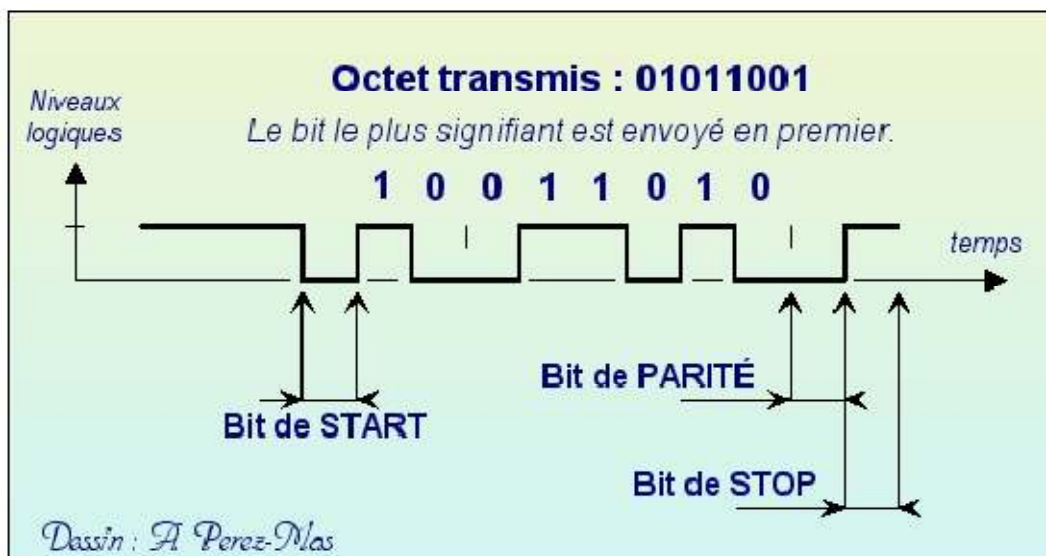 Octet transmis : 01011001
Niveaux
logiques
Le bit le plus signifiant est envoyé en premier.
1 0 0 1 1 0 1 0
temps
Bit de PARITÉ
Bit de START
Bit de STOP
Dessin : A Perez-Mas